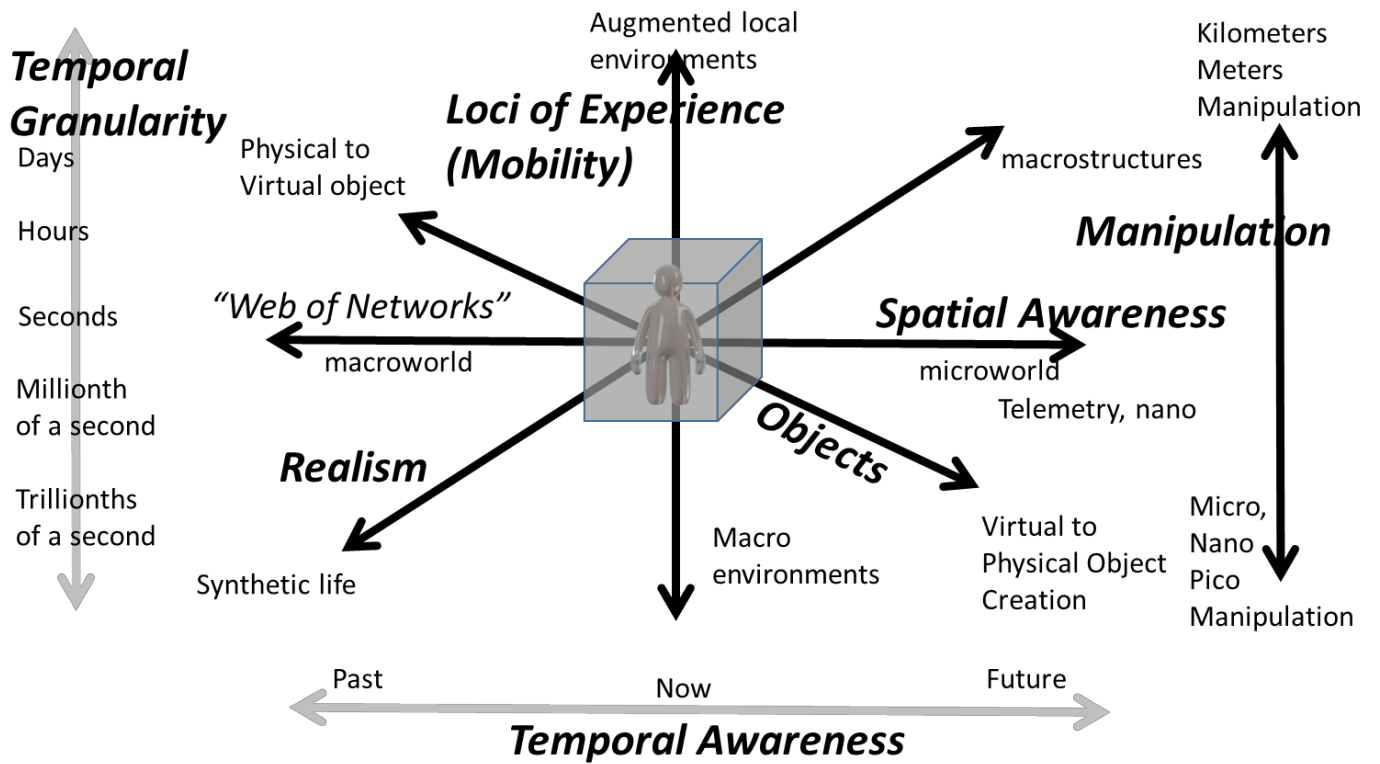 Augmented local
environments
Kilometers
Meters
Manipulation
Temporal
Granularity
Loci of Experience
(Mobility)
Days
Physical to
Virtual object
macrostructures
Hours
Manipulation
Seconds
“Web of Networks”
Spatial Awareness
macroworld
microworld
Millionth
of a second
Telemetry, nano
Objects
Realism
Trillionths
of a second
Micro,
Nano
Pico
Manipulation
Virtual to
Physical Object
Creation
Macro
environments
Synthetic life
Past
Now
Future
Temporal Awareness